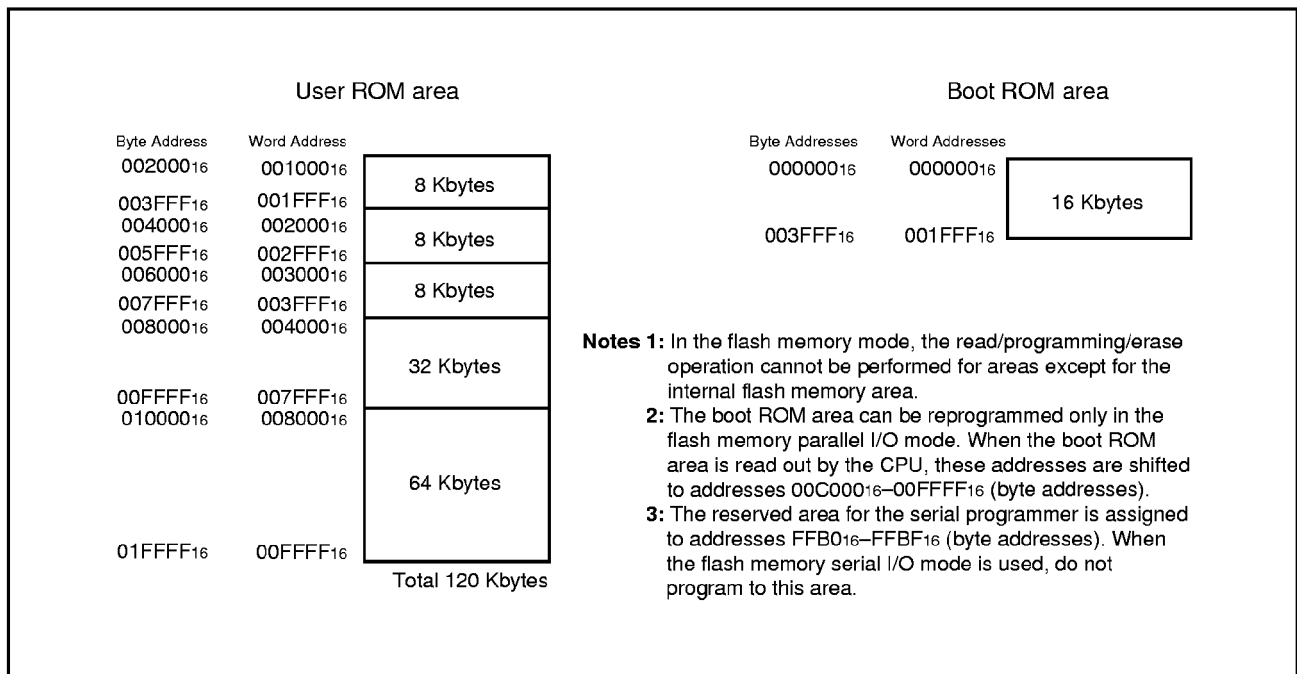 User ROM area
Byte Address Word Address
002000₁₆ 001000₁₆
8 Kbytes
003FFF₁₆ 001FFF₁₆
004000₁₆ 002000₁₆
8 Kbytes
005FFF₁₆ 002FFF₁₆
006000₁₆ 003000₁₆
8 Kbytes
007FFF₁₆ 003FFF₁₆
008000₁₆ 004000₁₆
32 Kbytes
00FFFF₁₆ 007FFF₁₆
010000₁₆ 008000₁₆
64 Kbytes
01FFFF₁₆ 00FFFF₁₆
Total 120 Kbytes
Boot ROM area
Byte Addresses Word Addresses
000000₁₆ 000000₁₆
16 Kbytes
003FFF₁₆ 001FFF₁₆
Notes 1: In the flash memory mode, the read/programming/erase
operation cannot be performed for areas except for the
internal flash memory area.
2: The boot ROM area can be reprogrammed only in the
flash memory parallel I/O mode. When the boot ROM
area is read out by the CPU, these addresses are shifted
to addresses 00C000₁₆–00FFFF₁₆ (byte addresses).
3: The reserved area for the serial programmer is assigned
to addresses FFB0₁₆–FFBF₁₆ (byte addresses). When
the flash memory serial I/O mode is used, do not
program to this area.